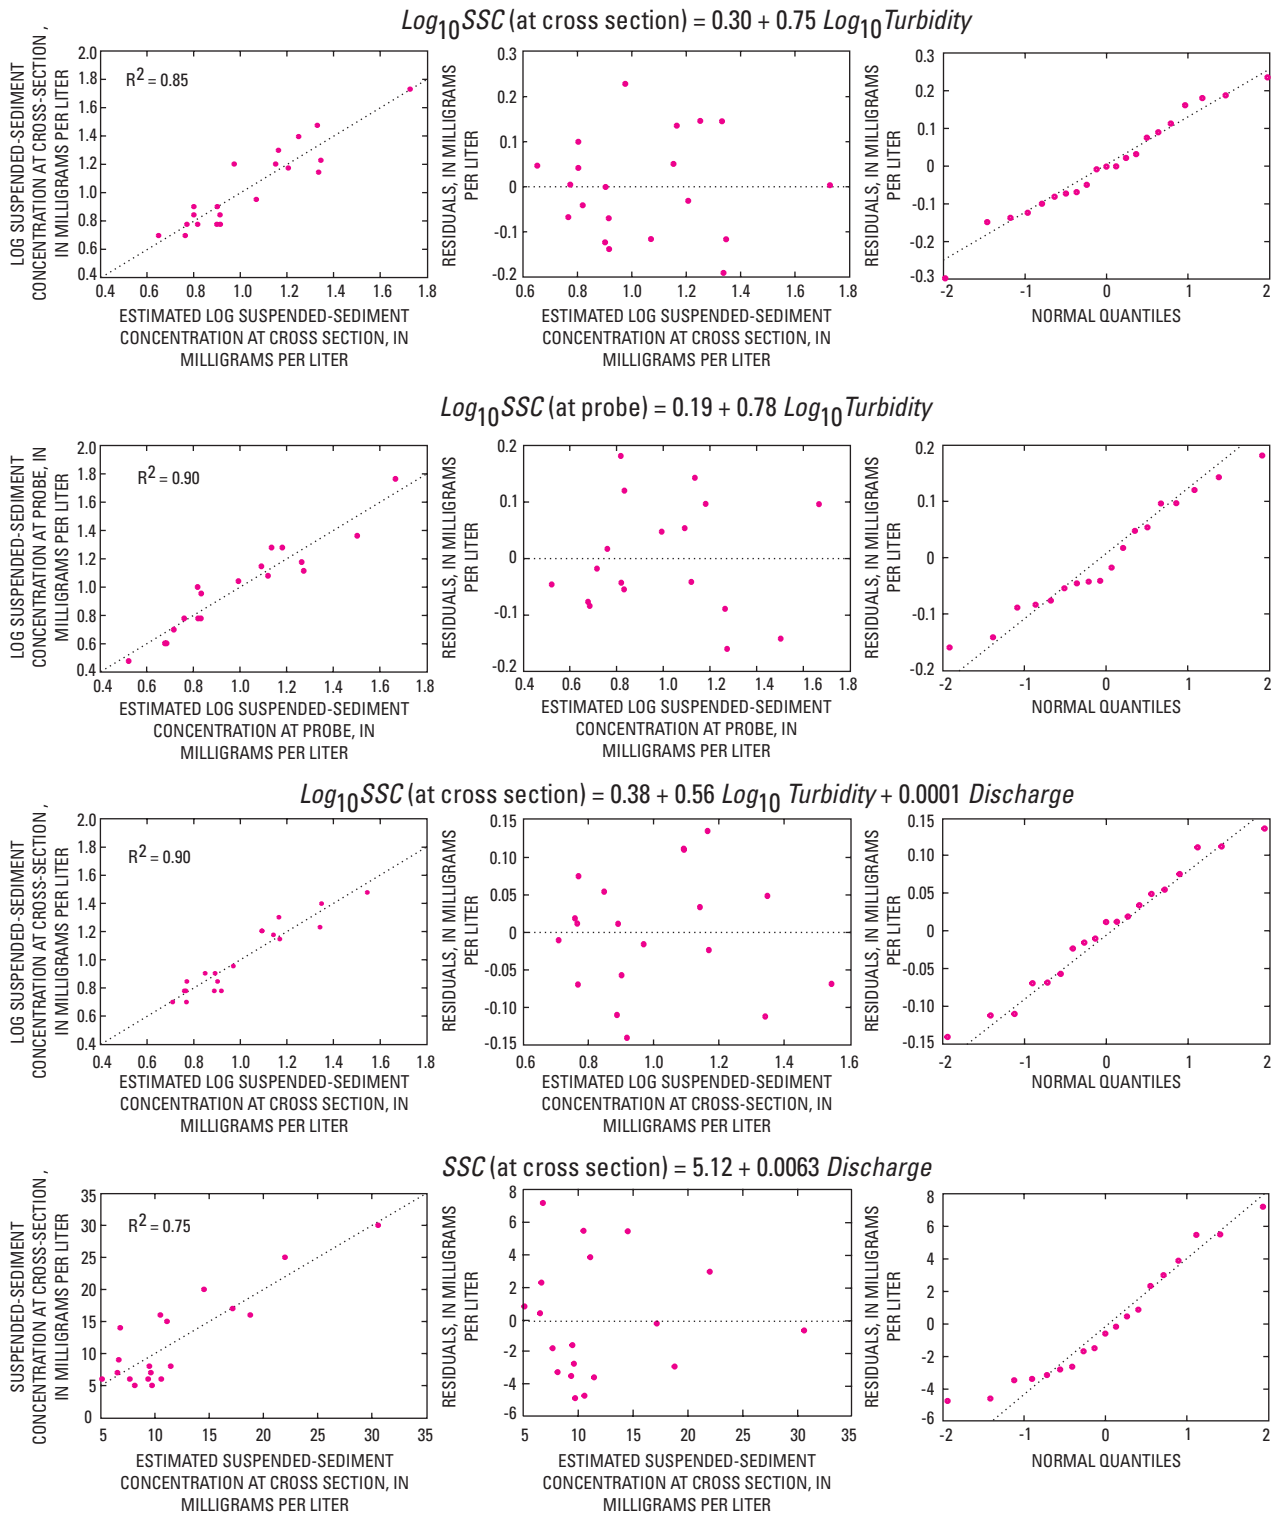 Log10SSC (at cross section) = 0.30 + 0.75 Log10Turbidity
LOG SUSPENDED-SEDIMENT
CONCENTRATION AT CROSS-SECTION,
IN MILLIGRAMS PER LITER
2.0
1.8
1.6
1.4
1.2
1.0
0.8
0.6
0.4
R2 = 0.85
0.4 0.6 0.8 1.0 1.2 1.4 1.6 1.8
ESTIMATED LOG SUSPENDED-SEDIMENT
CONCENTRATION AT CROSS SECTION, IN
MILLIGRAMS PER LITER
RESIDUALS, IN MILLIGRAMS
PER LITER
0.3
0.2
0.1
0
-0.1
-0.2
0.6 0.8 1.0 1.2 1.4 1.6 1.8
ESTIMATED LOG SUSPENDED-SEDIMENT
CONCENTRATION AT CROSS SECTION, IN
MILLIGRAMS PER LITER
RESIDUALS, IN MILLIGRAMS
PER LITER
0.3
0.2
0.1
0
-0.1
-0.2
-0.3
-2 -1 0 1 2
NORMAL QUANTILES
Log10SSC (at probe) = 0.19 + 0.78 Log10Turbidity
LOG SUSPENDED-SEDIMENT
CONCENTRATION AT PROBE, IN
MILLIGRAMS PER LITER
2.0
1.8
1.6
1.4
1.2
1.0
0.8
0.6
0.4
R2 = 0.90
0.4 0.6 0.8 1.0 1.2 1.4 1.6 1.8
ESTIMATED LOG SUSPENDED-SEDIMENT
CONCENTRATION AT PROBE, IN
MILLIGRAMS PER LITER
RESIDUALS, IN MILLIGRAMS
PER LITER
0.2
0.1
0
-0.1
-0.2
0.4 0.6 0.8 1.0 1.2 1.4 1.6 1.8
ESTIMATED LOG SUSPENDED-SEDIMENT
CONCENTRATION AT PROBE, IN
MILLIGRAMS PER LITER
RESIDUALS, IN MILLIGRAMS
PER LITER
0.2
0.1
0
-0.1
-0.2
-2 -1 0 1 2
NORMAL QUANTILES
Log10SSC (at cross section) = 0.38 + 0.56 Log10 Turbidity + 0.0001 Discharge
LOG SUSPENDED-SEDIMENT
CONCENTRATION AT CROSS-SECTION,
IN MILLIGRAMS PER LITER
2.0
1.8
1.6
1.4
1.2
1.0
0.8
0.6
0.4
R2 = 0.90
0.4 0.6 0.8 1.0 1.2 1.4 1.6 1.8
ESTIMATED LOG SUSPENDED-SEDIMENT
CONCENTRATION AT CROSS SECTION, IN
MILLIGRAMS PER LITER
RESIDUALS, IN MILLIGRAMS
PER LITER
0.15
0.10
0.05
0
-0.05
-0.10
-0.15
0.6 0.8 1.0 1.2 1.4 1.6
ESTIMATED LOG SUSPENDED-SEDIMENT
CONCENTRATION AT CROSS-SECTION, IN
MILLIGRAMS PER LITER
RESIDUALS, IN MILLIGRAMS
PER LITER
0.15
0.10
0.05
0
-0.05
-0.10
-0.15
-2 -1 0 1 2
NORMAL QUANTILES
SSC (at cross section) = 5.12 + 0.0063 Discharge
SUSPENDED-SEDIMENT
CONCENTRATION AT CROSS-SECTION,
IN MILLIGRAMS PER LITER
35
30
25
20
15
10
5
0
R2 = 0.75
5 10 15 20 25 30 35
ESTIMATED SUSPENDED-SEDIMENT
CONCENTRATION AT CROSS SECTION, IN
MILLIGRAMS PER LITER
RESIDUALS, IN MILLIGRAMS
PER LITER
8
6
4
2
0
-2
-4
-6
5 10 15 20 25 30 35
ESTIMATED SUSPENDED-SEDIMENT
CONCENTRATION AT CROSS SECTION, IN
MILLIGRAMS PER LITER
RESIDUALS, IN MILLIGRAMS
PER LITER
8
6
4
2
0
-2
-4
-6
-2 -1 0 1 2
NORMAL QUANTILES